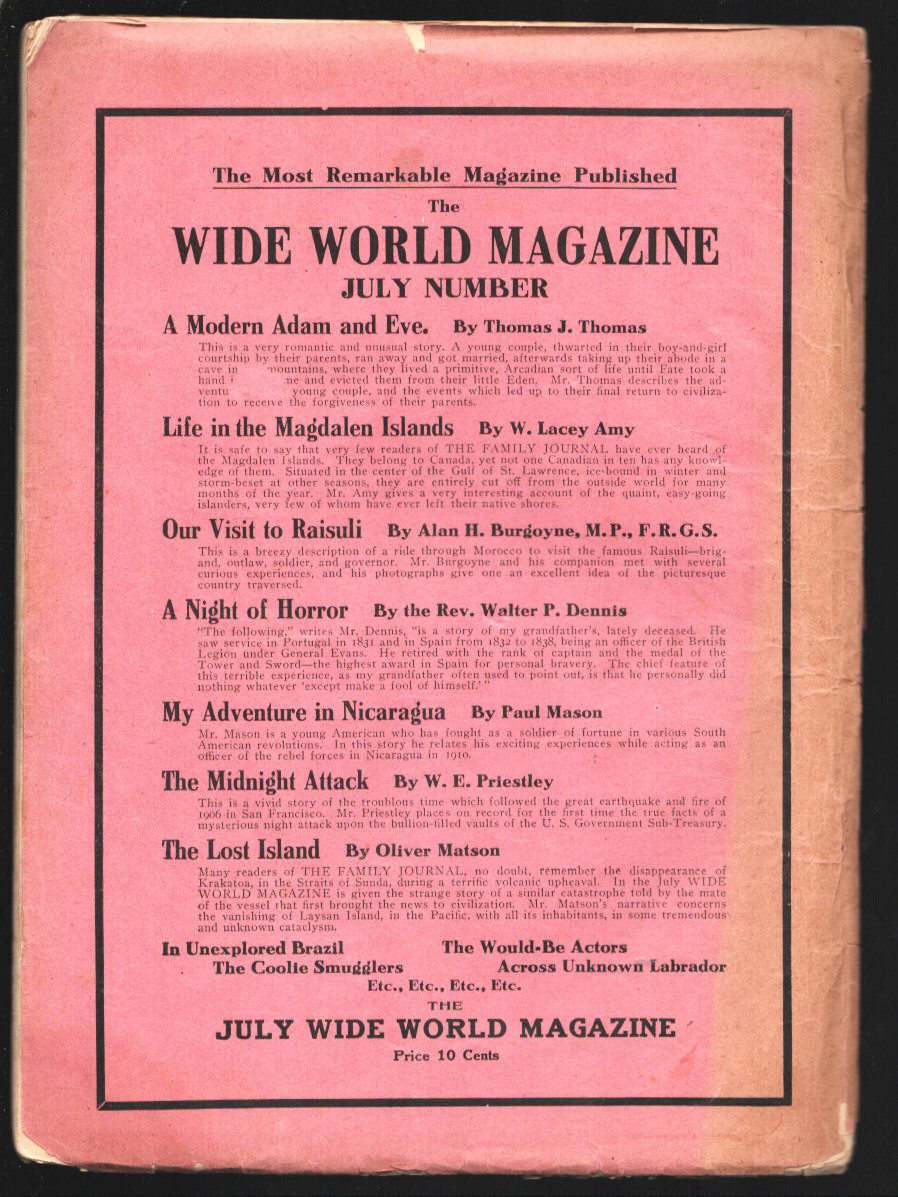 The Most Remarkable Magazine Published
The
WIDE WORLD MAGAZINE
JULY NUMBER
A Modern Adam and Eve. By Thomas J. Thomas
This is a very romantic and unusual story. A young couple, thwarted in their boy-and-girl
courtship by their parents, ran away and got married, afterwards taking up their abode in a
cave in mountains, where they lived a primitive, Arcadian sort of life until Fate took a
hand and evicted them from their little Eden. Mr. Thomas describes the ad-
young couple, and the events which led up to their final return to civiliza-
tion to receive the forgiveness of their parents.
Life in the Magdalen Islands By W. Lacey Amy
It is safe to say that very few readers of THE FAMILY JOURNAL have ever heard of
the Magdalen Islands. They belong to Canada, yet not one Canadian in ten has any knowl-
edge of them. Situated in the center of the Gulf of St. Lawrence, ice-bound in winter and
storm-beset at other seasons, they are entirely cut off from the outside world for many
months of the year. Mr. Amy gives a very interesting account of the quaint, easy-going
islanders, very few of whom have ever left their native shores.
Our Visit to Raisuli By Alan H. Burgoyne, M.P., F.R.G.S.
This is a breezy description of a ride through Morocco to visit the famous Raisuli—brig-
and, outlaw, soldier, and governor. Mr. Burgoyne and his companion met with several
curious experiences, and his photographs give one an excellent idea of the picturesque
country traversed.
A Night of Horror By the Rev. Walter P. Dennis
"The following," writes Mr. Dennis, "is a story of my grandfather's, lately deceased. He
saw service in Portugal in 1831 and in Spain from 1832 to 1838, being an officer of the British
Legion under General Evans. He retired with the rank of captain and the medal of the
Tower and Sword—the highest award in Spain for personal bravery. The chief feature of
this terrible experience, as my grandfather often used to point out, is that he personally did
nothing whatever 'except make a fool of himself.'"
My Adventure in Nicaragua By Paul Mason
Mr. Mason is a young American who has fought as a soldier of fortune in various South
American revolutions. In this story he relates his exciting experiences while acting as an
officer of the rebel forces in Nicaragua in 1910.
The Midnight Attack By W. E. Priestley
This is a vivid story of the troublous time which followed the great earthquake and fire of
1906 in San Francisco. Mr. Priestley places on record for the first time the true facts of a
mysterious night attack upon the bullion-filled vaults of the U. S. Government Sub-Treasury.
The Lost Island By Oliver Matson
Many readers of THE FAMILY JOURNAL, no doubt, remember the disappearance of
Krakatoa, in the Straits of Sunda, during a terrific volcanic upheaval. In the July WIDE
WORLD MAGAZINE is given the strange story of a similar catastrophe told by the mate
of the vessel that first brought the news to civilization. Mr. Matson's narrative concerns
the vanishing of Laysan Island, in the Pacific, with all its inhabitants, in some tremendous
and unknown cataclysm.
In Unexplored Brazil The Would-Be Actors
The Coolie Smugglers Across Unknown Labrador
Etc., Etc., Etc., Etc.
THE
JULY WIDE WORLD MAGAZINE
Price 10 Cents